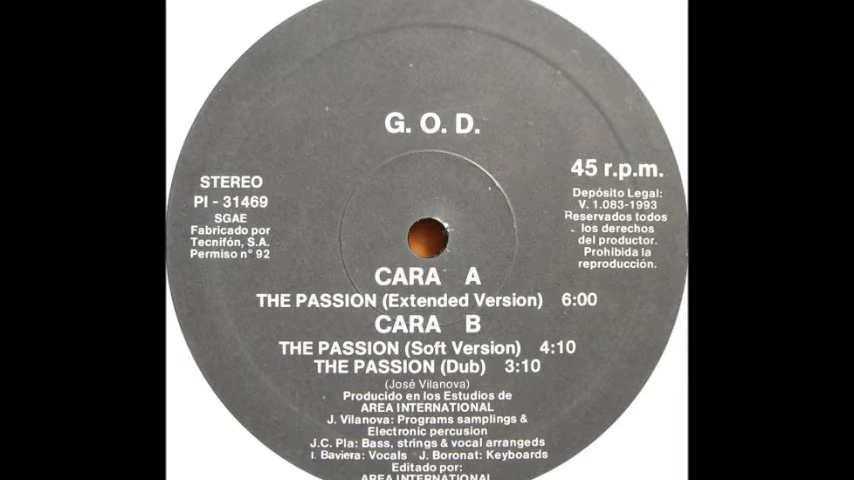 G. O. D.
STEREO
PI - 31469
SGAE
Fabricado por
Tecnifón, S.A.
Permiso n° 92
45 r.p.m.
Depósito Legal:
V. 1.083-1993
Reservados todos
los derechos
del productor.
Prohibida la
reproducción.
CARA A
THE PASSION (Extended Version) 6:00
CARA B
THE PASSION (Soft Version) 4:10
THE PASSION (Dub) 3:10
(José Vilanova)
Producido en los Estudios de
AREA INTERNATIONAL
J. Vilanova: Programs samplings &
Electronic percusion
J.C. Pla: Bass, strings & vocal arrangeds
I. Baviera: Vocals J. Boronat: Keyboards
Editado por:
AREA INTERNATIONAL